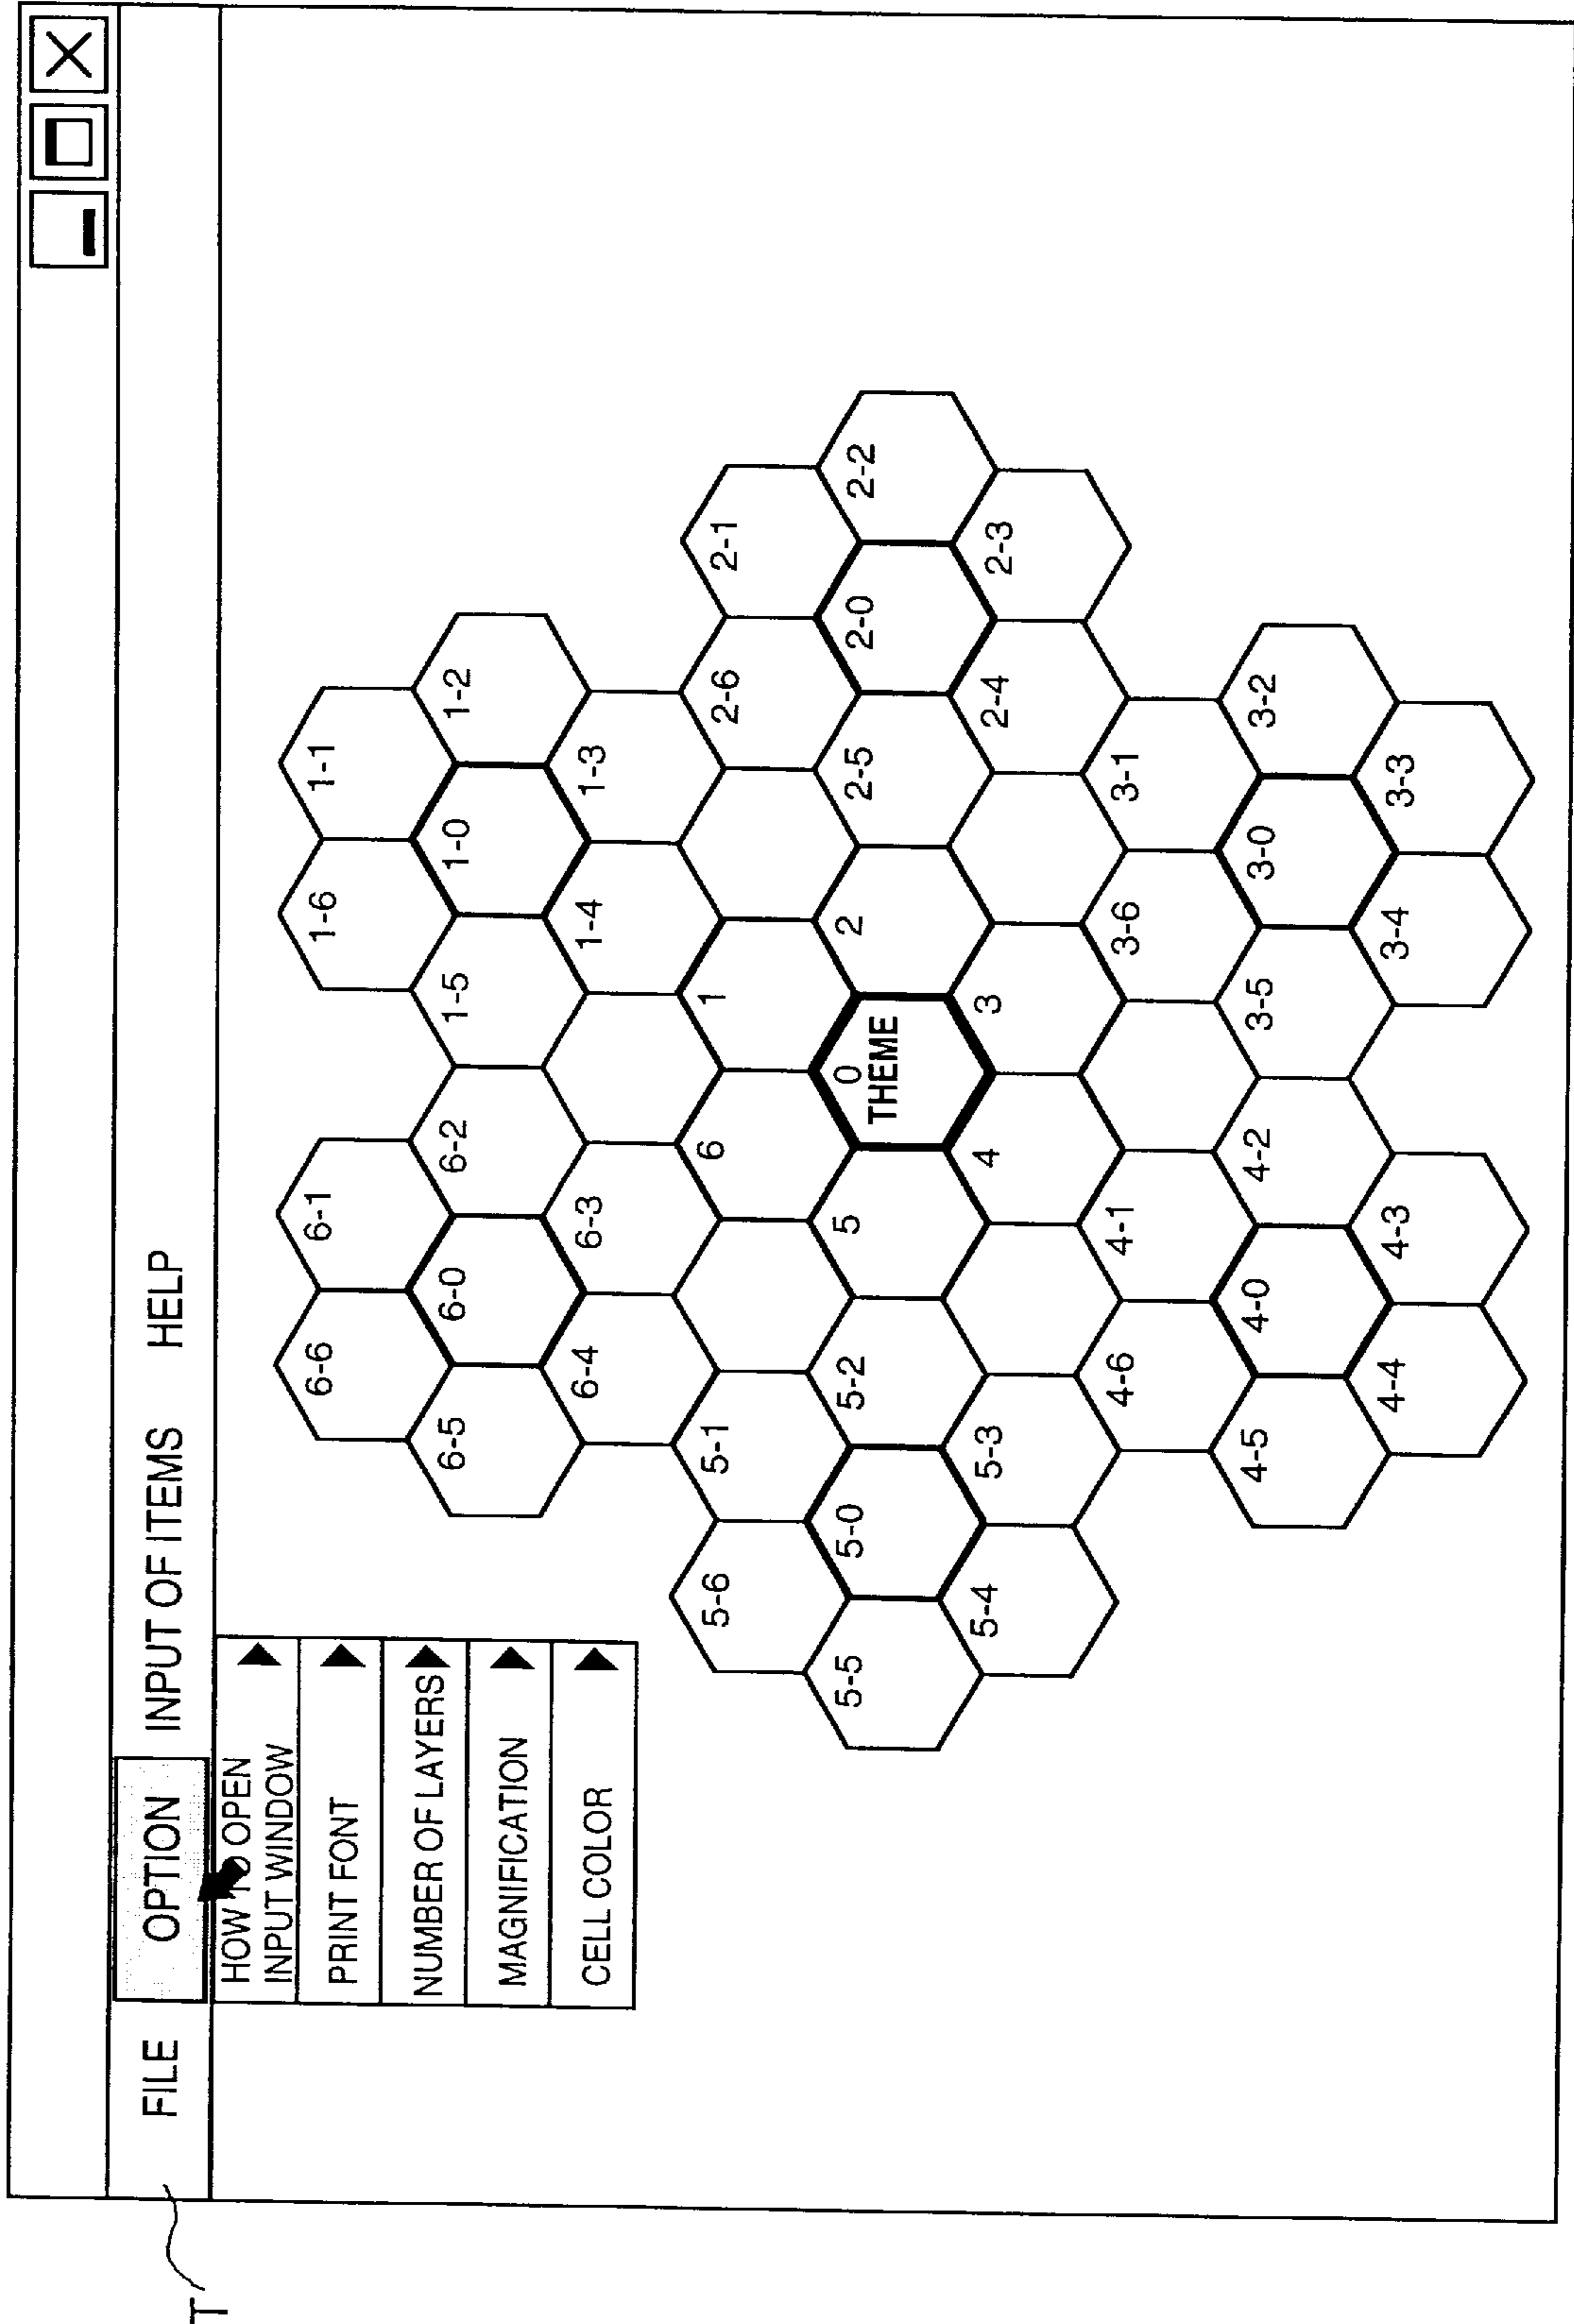 T
FILE OPTION INPUT OF ITEMS HELP
HOW TO OPEN
INPUT WINDOW
PRINT FONT
NUMBER OF LAYERS
MAGNIFICATION
CELL COLOR
6-6 6-1 1-6 1-1
6-5 6-0 6-2 1-5 1-0 1-2
6-4 6-3 1-4 1-3
5-6 5-1 6 1 2-6 2-1
5-5 5-0 5-2 5 0 2 2-5 2-0 2-2
THEME
5-4 5-3 4 3 2-4 2-3
4-6 4-1 3-6 3-1
4-5 4-0 4-2 3-5 3-0 3-2
4-4 4-3 3-4 3-3